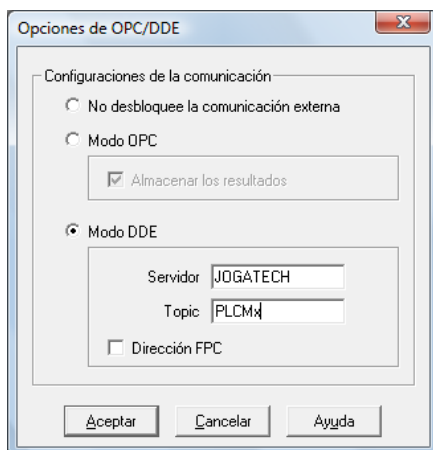 Opciones de OPC/DDE
Configuraciones de la comunicación
No desbloquee la comunicación externa
Modo OPC
Almacenar los resultados
Modo DDE
Servidor JOGATECH
Topic PLCMx
Dirección FPC
Aceptar Cancelar Ayuda